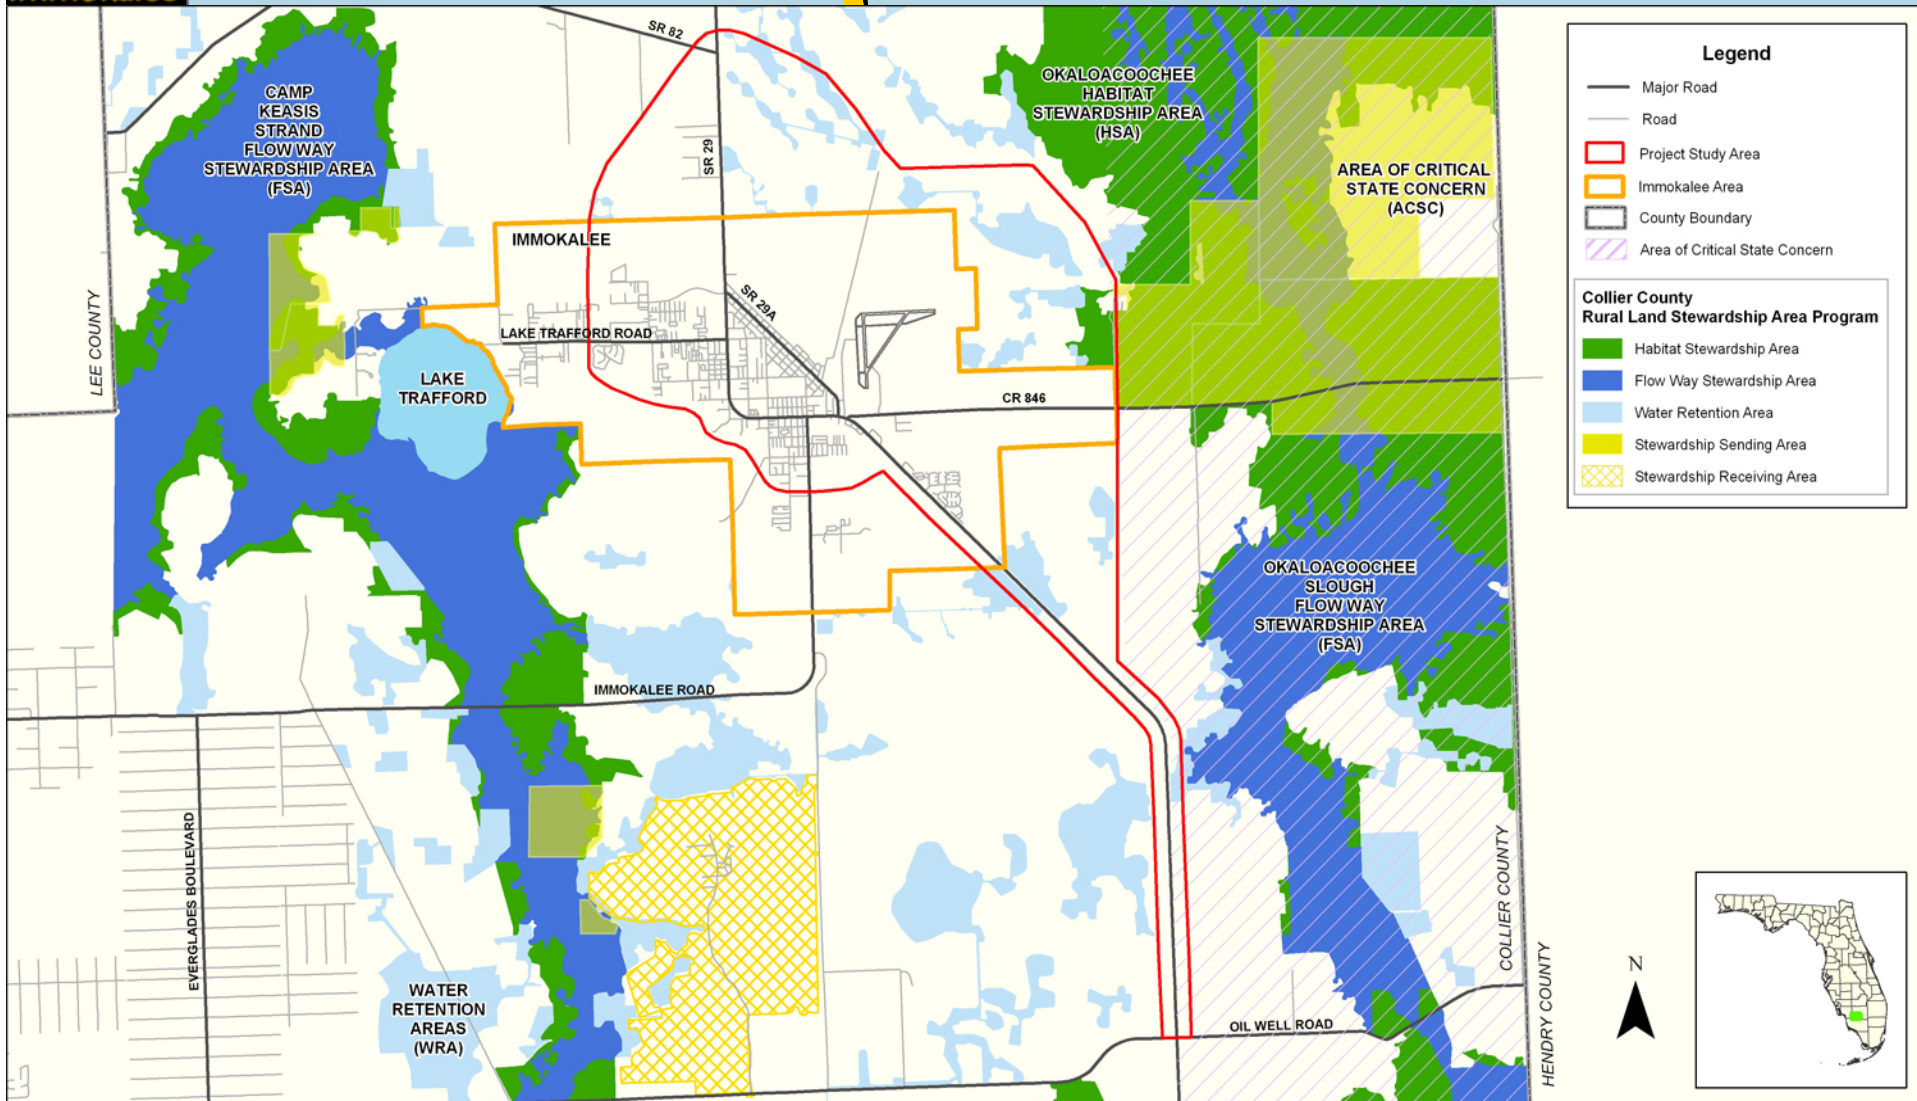 SR 82
CAMP
KEASIS
STRAND
FLOW WAY
STEWARDSHIP AREA
(FSA)
OKALOACOOCHEE
HABITAT
STEWARDSHIP AREA
(HSA)
SR 29
AREA OF CRITICAL
STATE CONCERN
(ACSC)
IMMOKALEE
SR 29A
LAKE TRAFFORD ROAD
LEE COUNTY
LAKE
TRAFFORD
CR 846
OKALOACOOCHEE
SLOUGH
FLOW WAY
STEWARDSHIP AREA
(FSA)
IMMOKALEE ROAD
EVERGLADES BOULEVARD
WATER
RETENTION
AREAS
(WRA)
OIL WELL ROAD
COLLIER COUNTY
HENDRY COUNTY
Legend
Major Road
Road
Project Study Area
Immokalee Area
County Boundary
Area of Critical State Concern
Collier County
Rural Land Stewardship Area Program
Habitat Stewardship Area
Flow Way Stewardship Area
Water Retention Area
Stewardship Sending Area
Stewardship Receiving Area
N